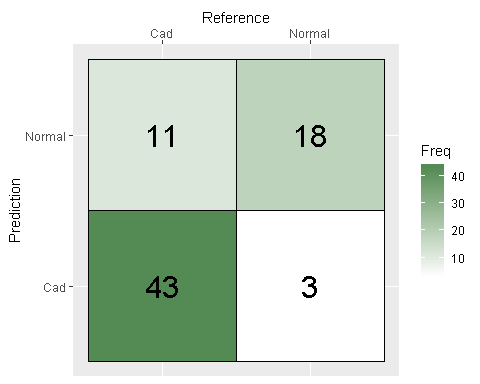 Reference
Cad Normal
Normal 11 18
Prediction
Cad 43 3
Freq
40
30
20
10